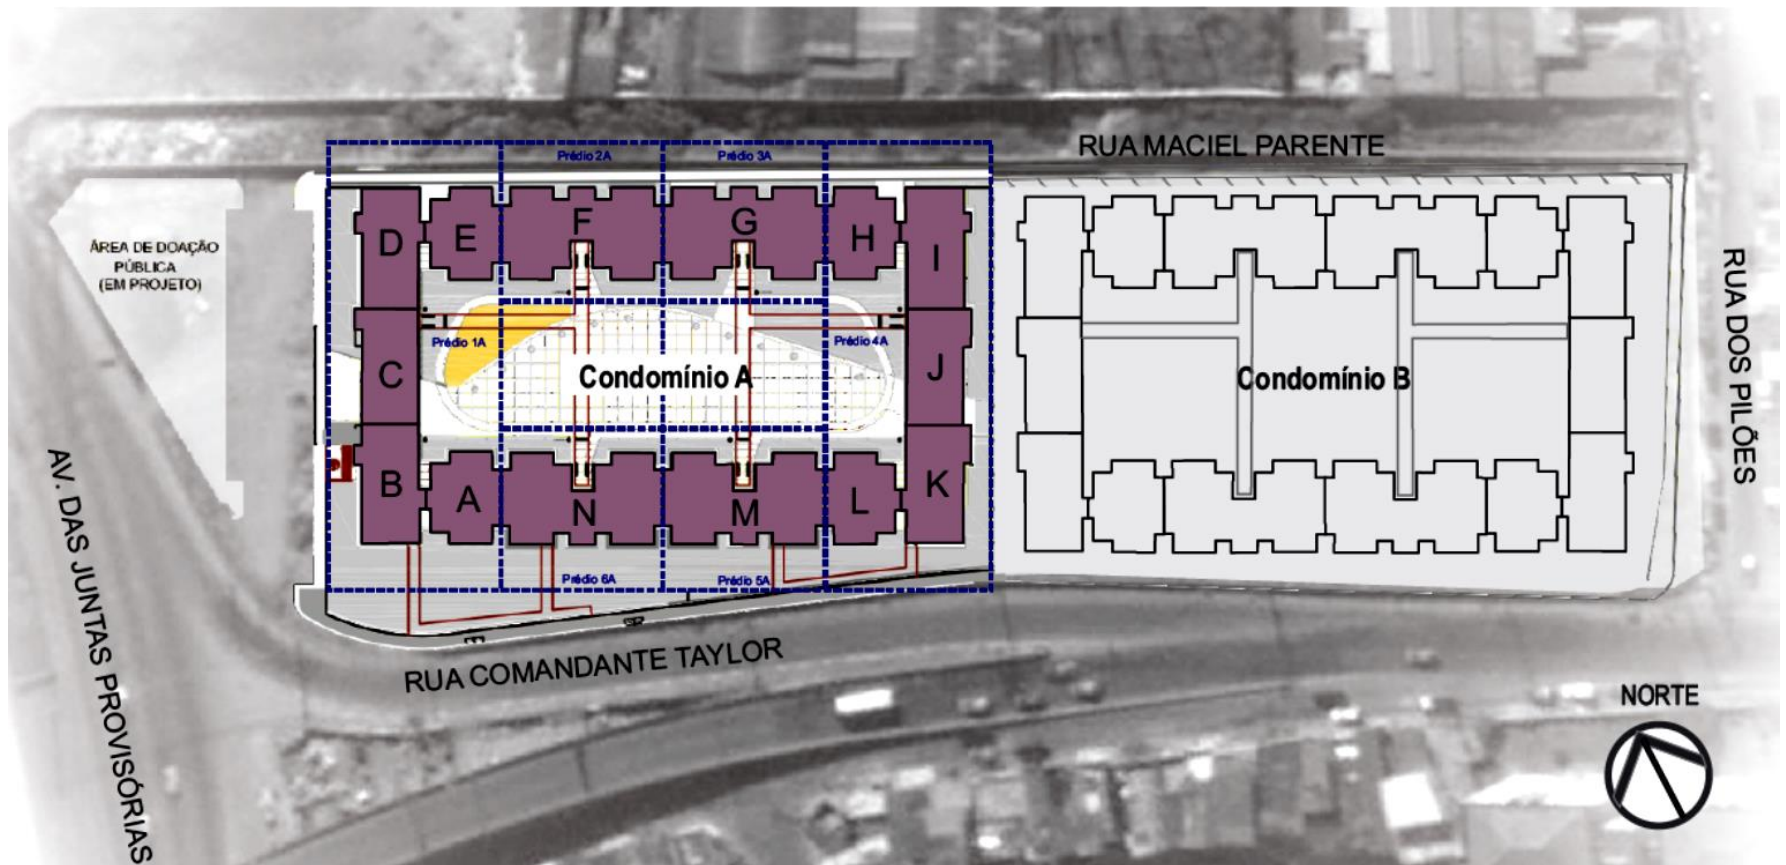 RUA MACIEL PARENTE
Prédio 2A
Prédio 3A
D
E
F
G
H
I
ÁREA DE DOAÇÃO
PÚBLICA
(EM PROJETO)
Prédio 1A
Prédio 4A
C
Condomínio A
J
Condomínio B
RUA DOS PILÕES
B
A
N
M
L
K
Prédio 6A
Prédio 5A
AV. DAS JUNTAS PROVISÓRIAS
RUA COMANDANTE TAYLOR
NORTE